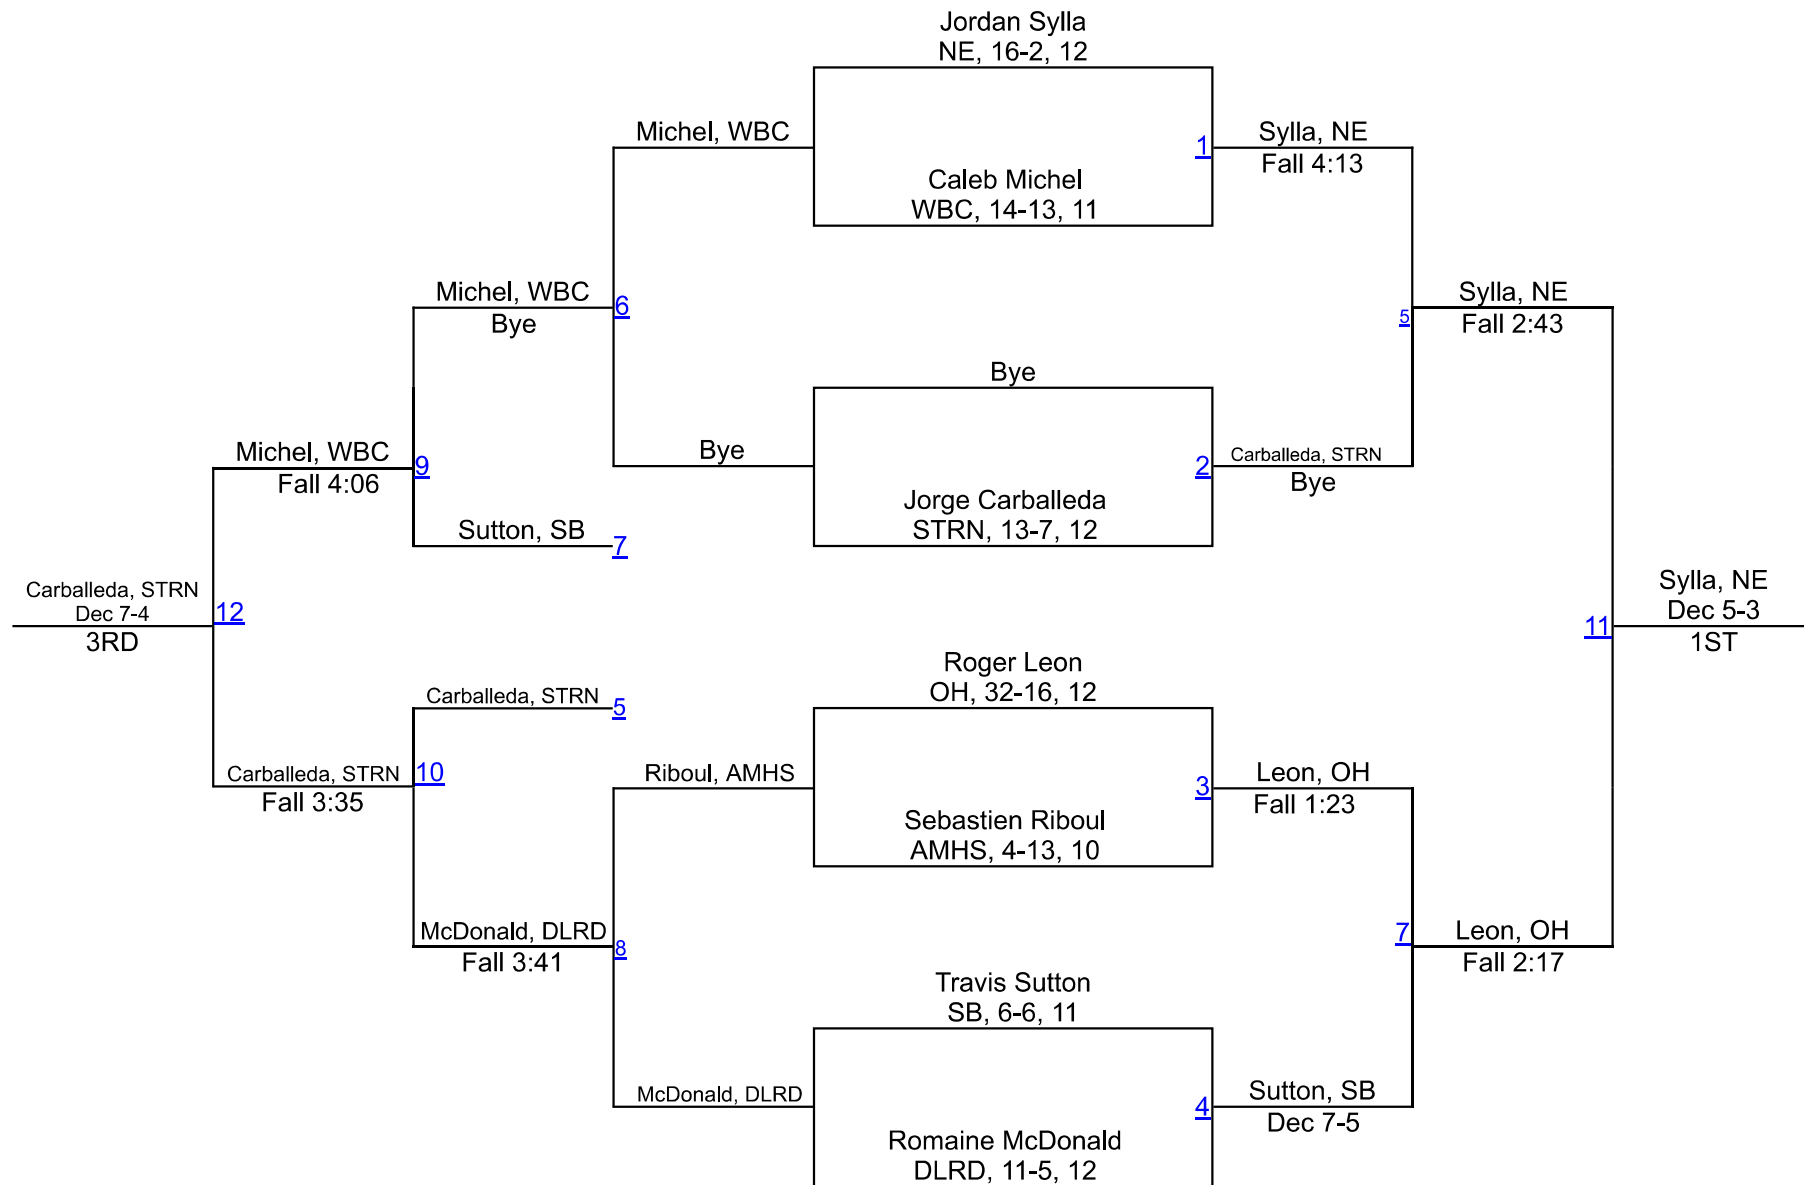 Jordan Sylla
NE, 16-2, 12
Michel, WBC
1
Sylla, NE
Fall 4:13
Caleb Michel
WBC, 14-13, 11
Michel, WBC
Bye
6
5
Sylla, NE
Fall 2:43
Bye
Michel, WBC
Fall 4:06
9
Bye
2
Carballeda, STRN
Bye
Jorge Carballeda
STRN, 13-7, 12
Sutton, SB
7
Carballeda, STRN
Dec 7-4
3RD
12
11
Sylla, NE
Dec 5-3
1ST
Roger Leon
OH, 32-16, 12
Carballeda, STRN
5
Carballeda, STRN
Fall 3:35
10
Riboul, AMHS
3
Leon, OH
Fall 1:23
Sebastien Riboul
AMHS, 4-13, 10
McDonald, DLRD
Fall 3:41
8
7
Leon, OH
Fall 2:17
Travis Sutton
SB, 6-6, 11
McDonald, DLRD
4
Sutton, SB
Dec 7-5
Romaine McDonald
DLRD, 11-5, 12